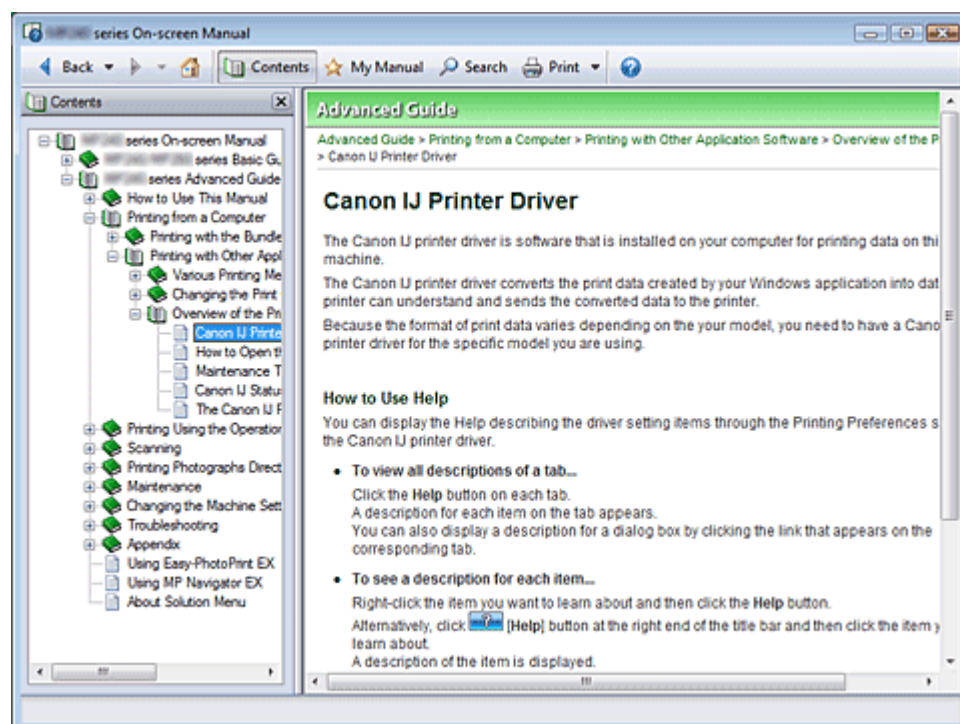 series On-screen Manual
Back
Contents
My Manual
Search
Print
Contents
series On-screen Manual
series Basic Gu
series Advanced Guide
How to Use This Manual
Printing from a Computer
Printing with the Bundle
Printing with Other Appl
Various Printing Me
Changing the Print
Overview of the Pri
Canon IJ Printe
How to Open th
Maintenance T
Canon IJ Statu
The Canon IJ F
Printing Using the Operation
Scanning
Printing Photographs Direct
Maintenance
Changing the Machine Sett
Troubleshooting
Appendix
Using Easy-PhotoPrint EX
Using MP Navigator EX
About Solution Menu
Advanced Guide
Advanced Guide > Printing from a Computer > Printing with Other Application Software > Overview of the P
> Canon IJ Printer Driver
Canon IJ Printer Driver
The Canon IJ printer driver is software that is installed on your computer for printing data on thi
machine.
The Canon IJ printer driver converts the print data created by your Windows application into dat
printer can understand and sends the converted data to the printer.
Because the format of print data varies depending on the your model, you need to have a Cano
printer driver for the specific model you are using.
How to Use Help
You can display the Help describing the driver setting items through the Printing Preferences s
the Canon IJ printer driver.
• To view all descriptions of a tab...
Click the Help button on each tab.
A description for each item on the tab appears.
You can also display a description for a dialog box by clicking the link that appears on the
corresponding tab.
• To see a description for each item...
Right-click the item you want to learn about and then click the Help button.
Alternatively, click [Help] button at the right end of the title bar and then click the item y
learn about.
A description of the item is displayed.